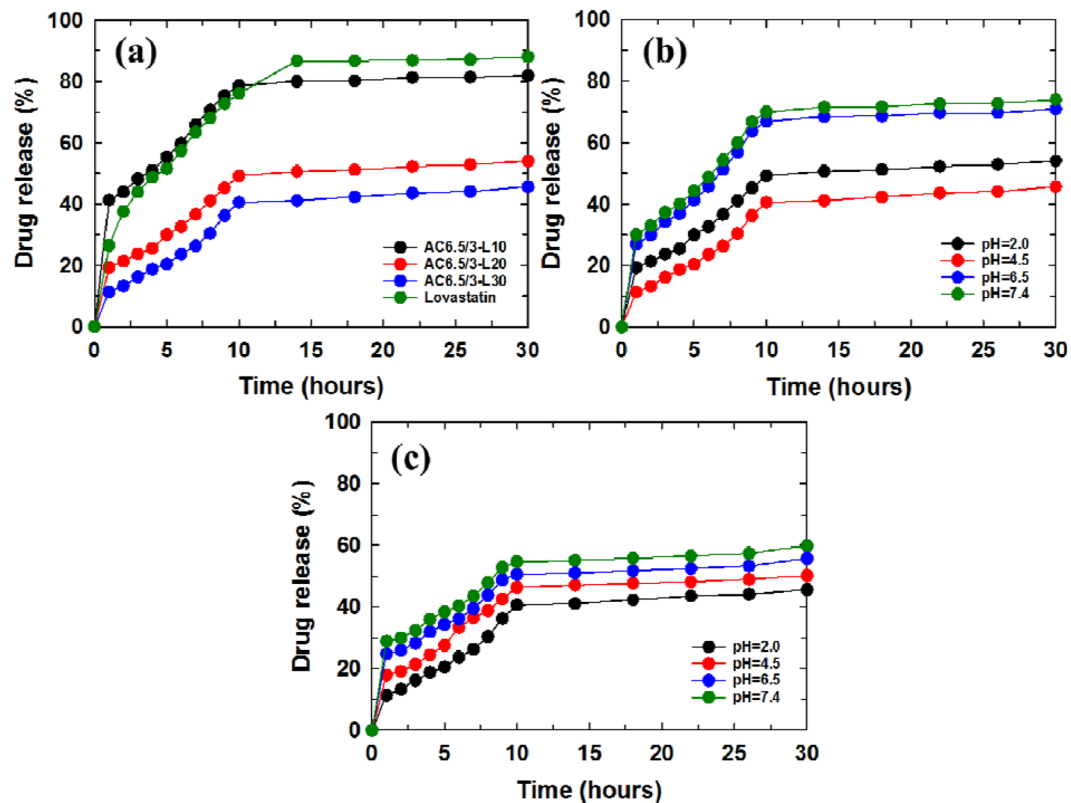 (a)
Drug release (%)
100
80
60
40
20
0
0 5 10 15 20 25 30
Time (hours)
AC6.5/3-L10
AC6.5/3-L20
AC6.5/3-L30
Lovastatin
(b)
Drug release (%)
100
80
60
40
20
0
0 5 10 15 20 25 30
Time (hours)
pH=2.0
pH=4.5
pH=6.5
pH=7.4
(c)
Drug release (%)
100
80
60
40
20
0
0 5 10 15 20 25 30
Time (hours)
pH=2.0
pH=4.5
pH=6.5
pH=7.4